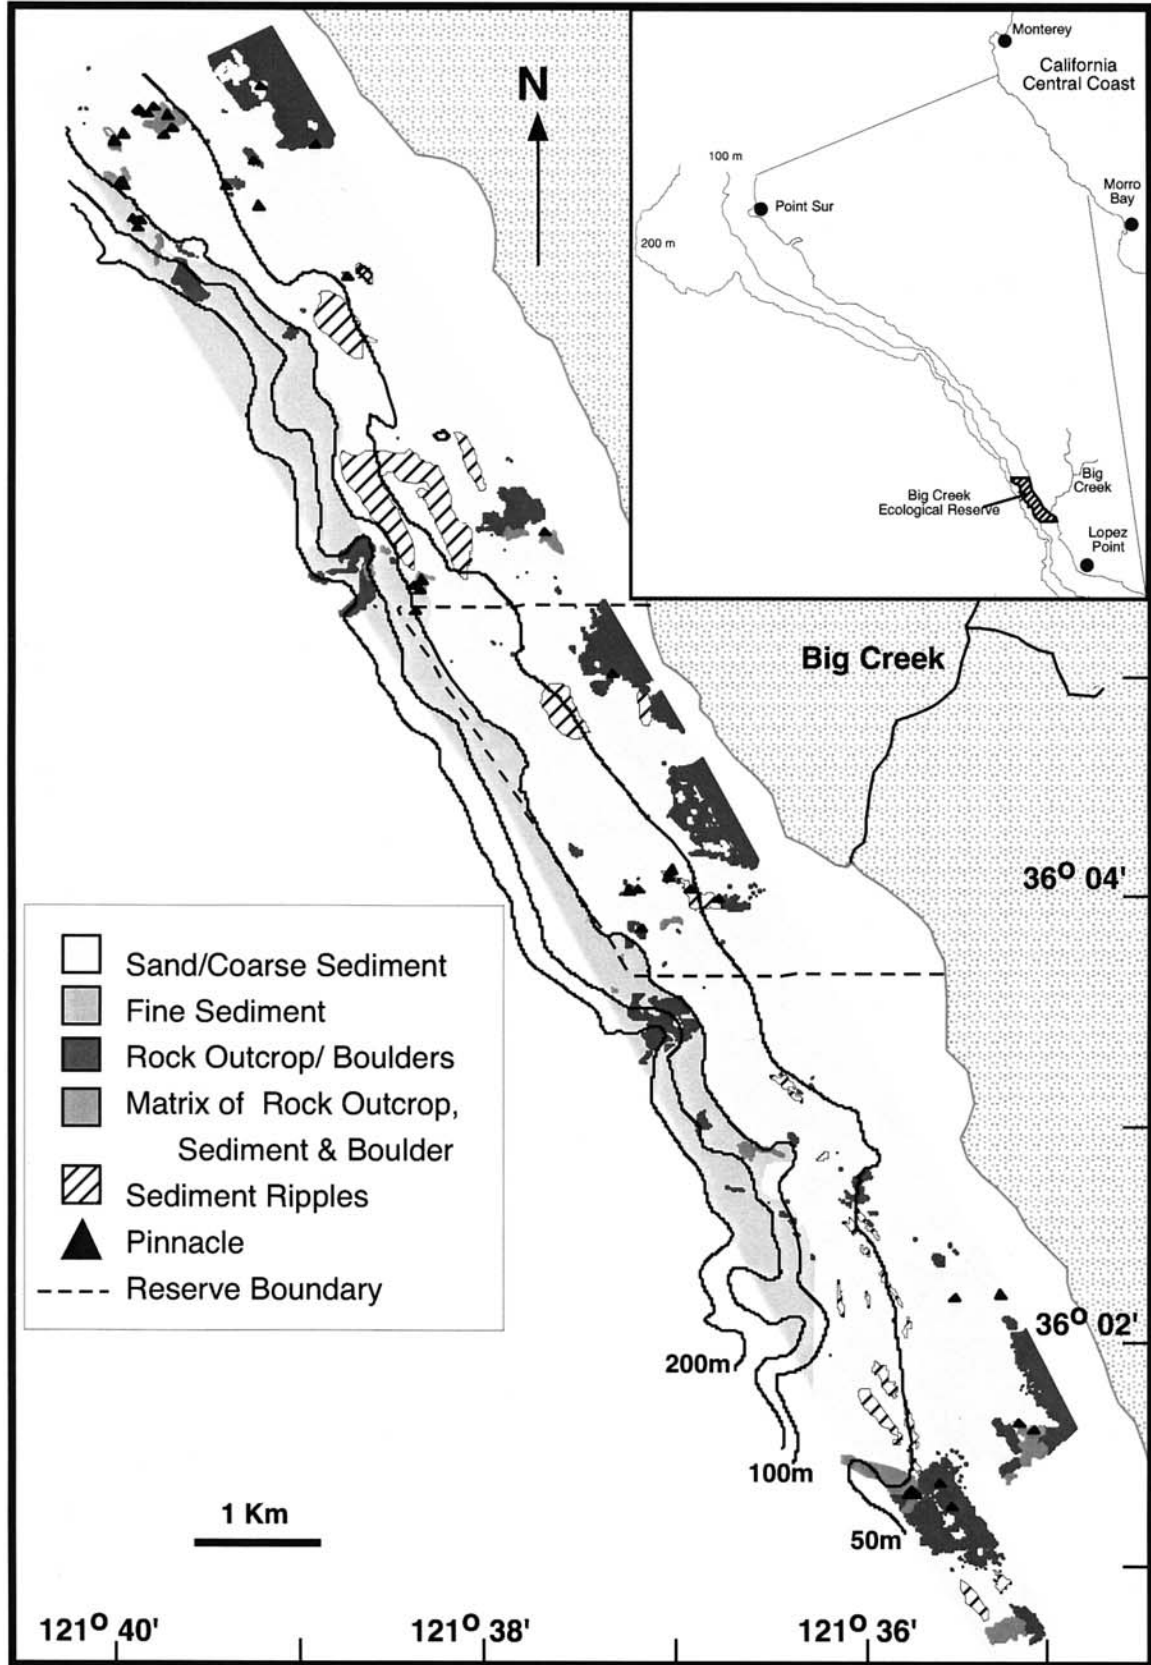 N
Monterey
California
Central Coast
100 m
Point Sur
Morro
Bay
200 m
Big
Creek
Big Creek
Ecological Reserve
Lopez
Point
Big Creek
36° 04'
Sand/Coarse Sediment
Fine Sediment
Rock Outcrop/ Boulders
Matrix of Rock Outcrop,
Sediment & Boulder
Sediment Ripples
Pinnacle
Reserve Boundary
36° 02'
200m
100m
50m
1 Km
121° 40'
121° 38'
121° 36'